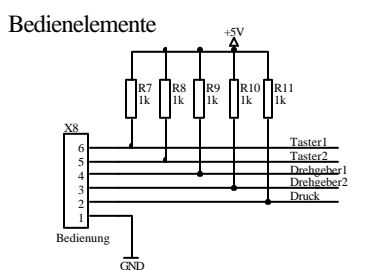 Bedienelemente
+5V
R7 R8 R9 R10 R11
1k 1k 1k 1k 1k
X8
6 Taster1
5 Taster2
4 Drehgeber1
3 Drehgeber2
2 Druck
1
Bedienung
GND